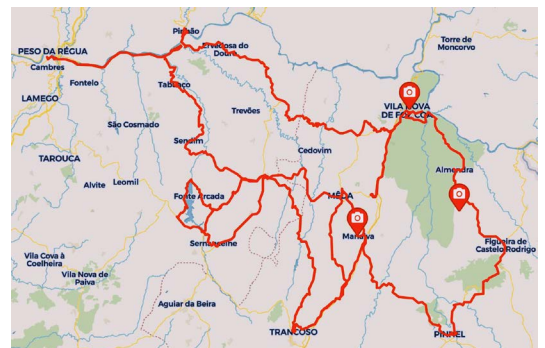 Pinhão
Torre de
Moncorvo
PESO DA RÉGUA
Ervedosa do
Douro
Cambres
Fontelo
Tabuaço
LAMEGO
Trevões
VILA NOVA
DE FOZ CÔA
São Cosmado
Sendim
Cedovim
TAROUCA
Almendra
Alvite
Leomil
Fonte Arcada
MÊDA
Marialva
Sernancelhe
Figueira de
Castelo Rodrigo
Vila Cová à
Coelheira
Vila Nova de
Paiva
Aguiar da Beira
TRANCOSO
PINHEL